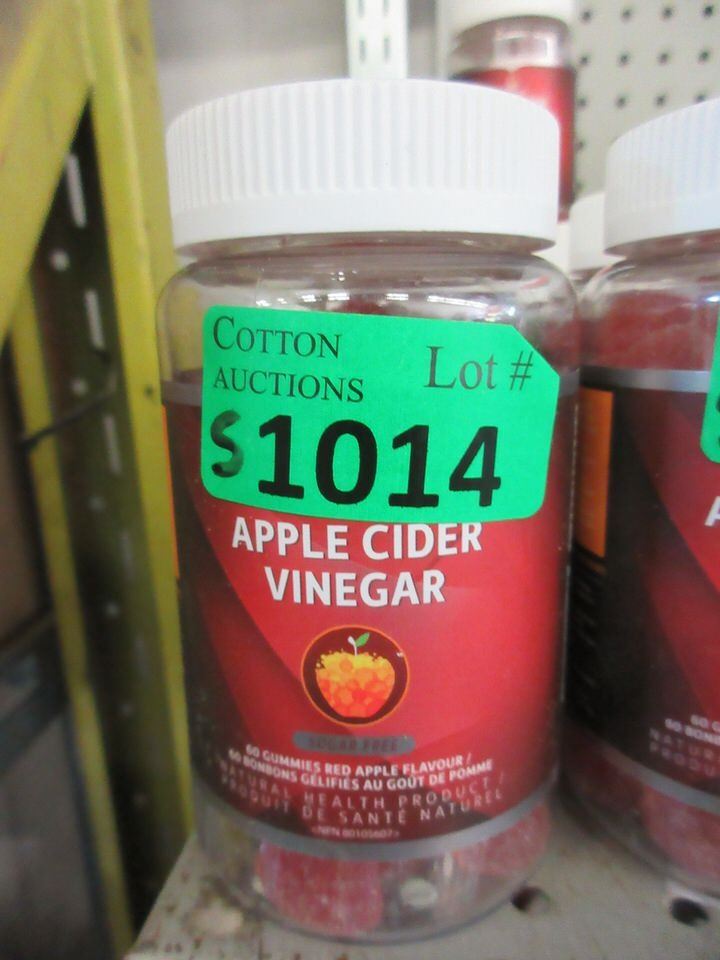 COTTON
AUCTIONS
Lot #
S1014
APPLE CIDER
VINEGAR
SUGAR FREE
60 GUMMIES RED APPLE FLAVOUR /
60 BONBONS GÉLIFIÉS AU GOÛT DE POMME
NATURAL HEALTH PRODUCT /
PRODUIT DE SANTÉ NATUREL